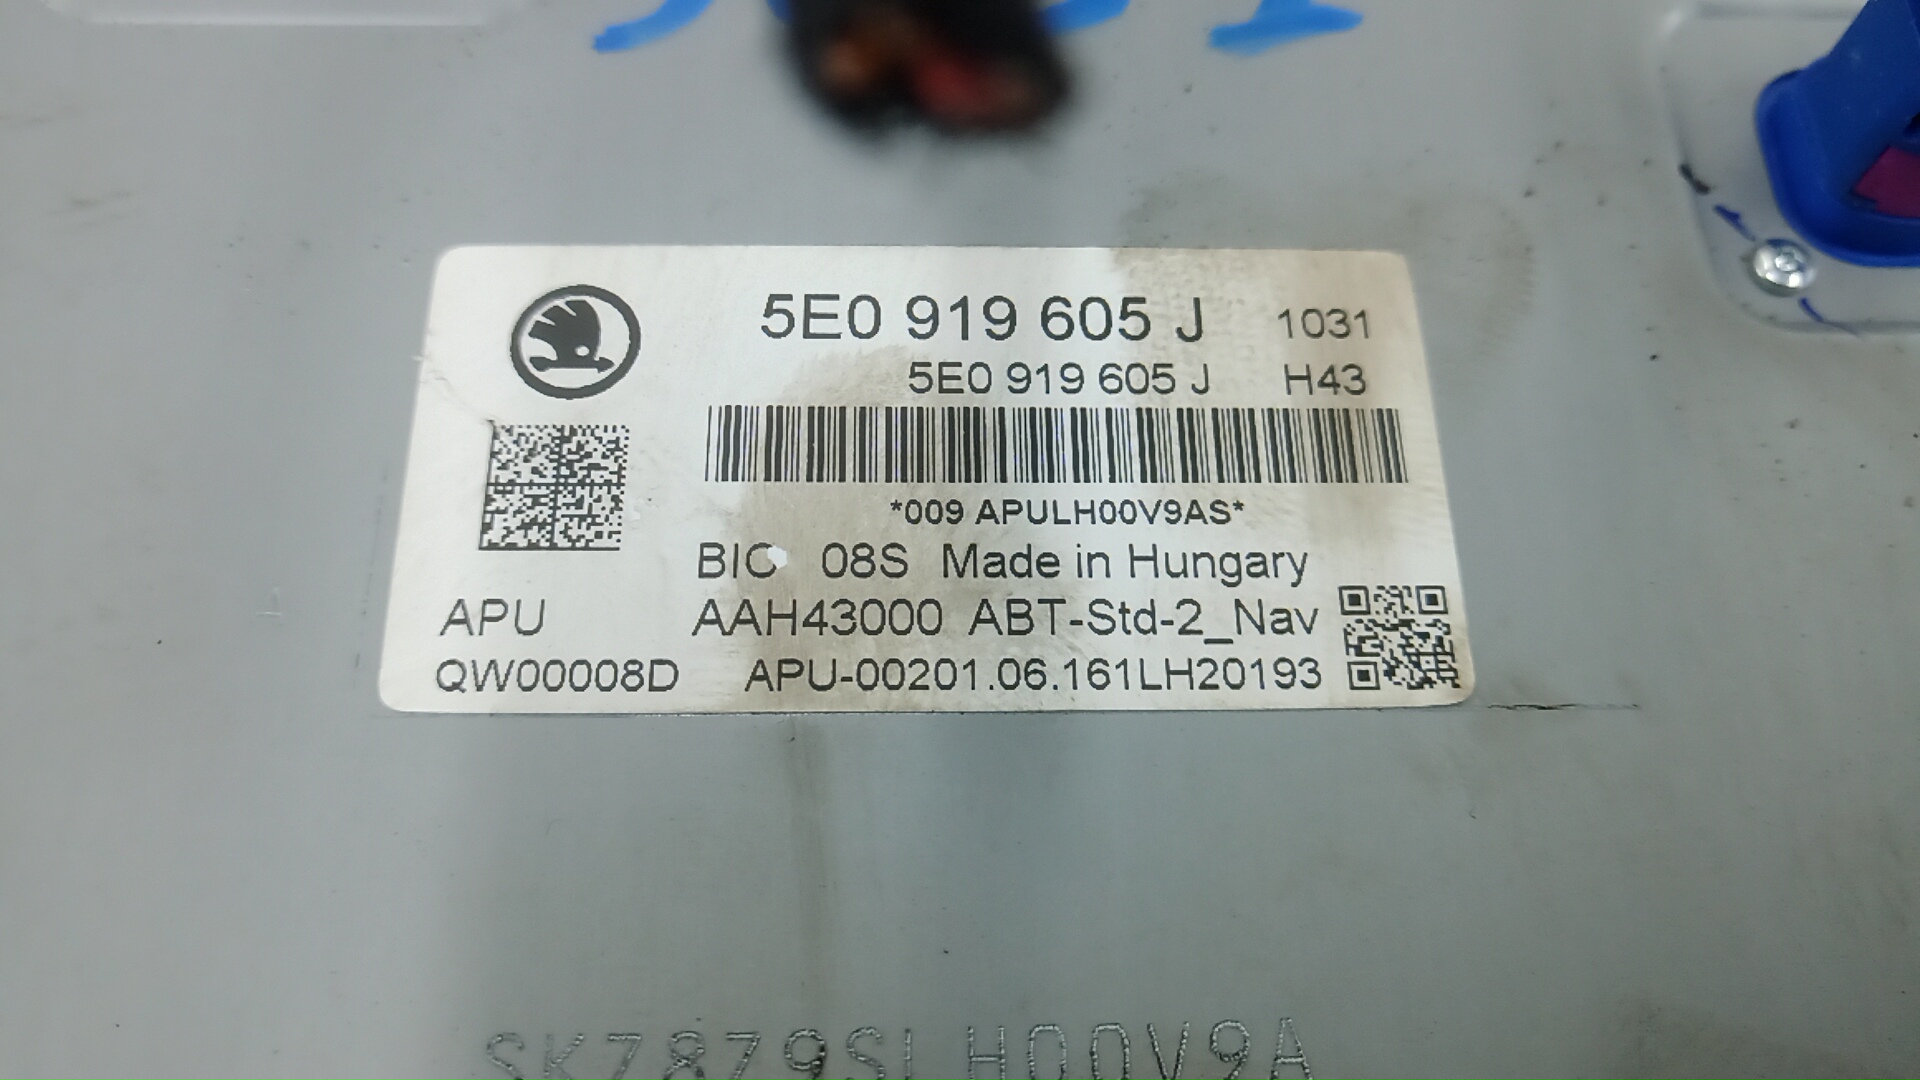 5E0 919 605 J 1031
5E0 919 605 J H43
*009 APULH00V9AS*
08S Made in Hungary
APU AAH43000 ABT-Std-2_Nav
QW00008D APU-00201.06.161LH20193
SK7879SLH00V9A